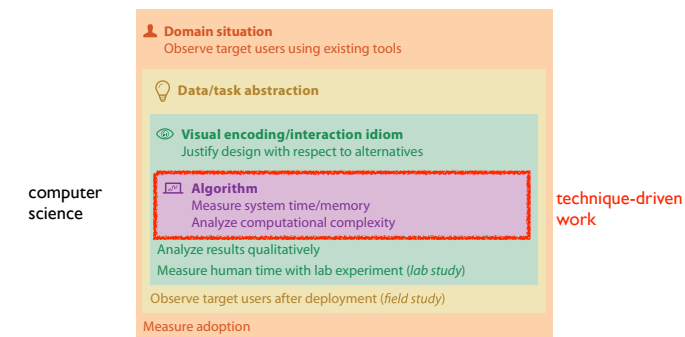 Domain situation
Observe target users using existing tools
Data/task abstraction
Visual encoding/interaction idiom
Justify design with respect to alternatives
Algorithm
Measure system time/memory
Analyze computational complexity
computer
science
technique-driven
work
Analyze results qualitatively
Measure human time with lab experiment (lab study)
Observe target users after deployment (field study)
Measure adoption